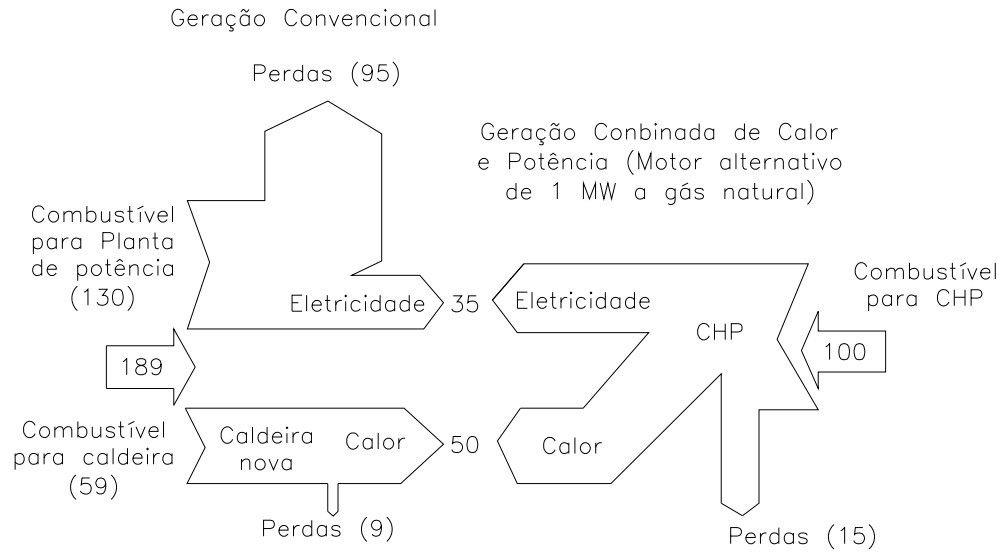 Geração Convencional
Perdas (95)
Geração Conbinada de Calor
e Potência (Motor alternativo
de 1 MW a gás natural)
Combustível
para Planta
de potência
(130)
Eletricidade
35
Eletricidade
CHP
Combustível
para CHP
189
100
Combustível
para caldeira
(59)
Caldeira
nova
Calor
50
Calor
Perdas (9)
Perdas (15)